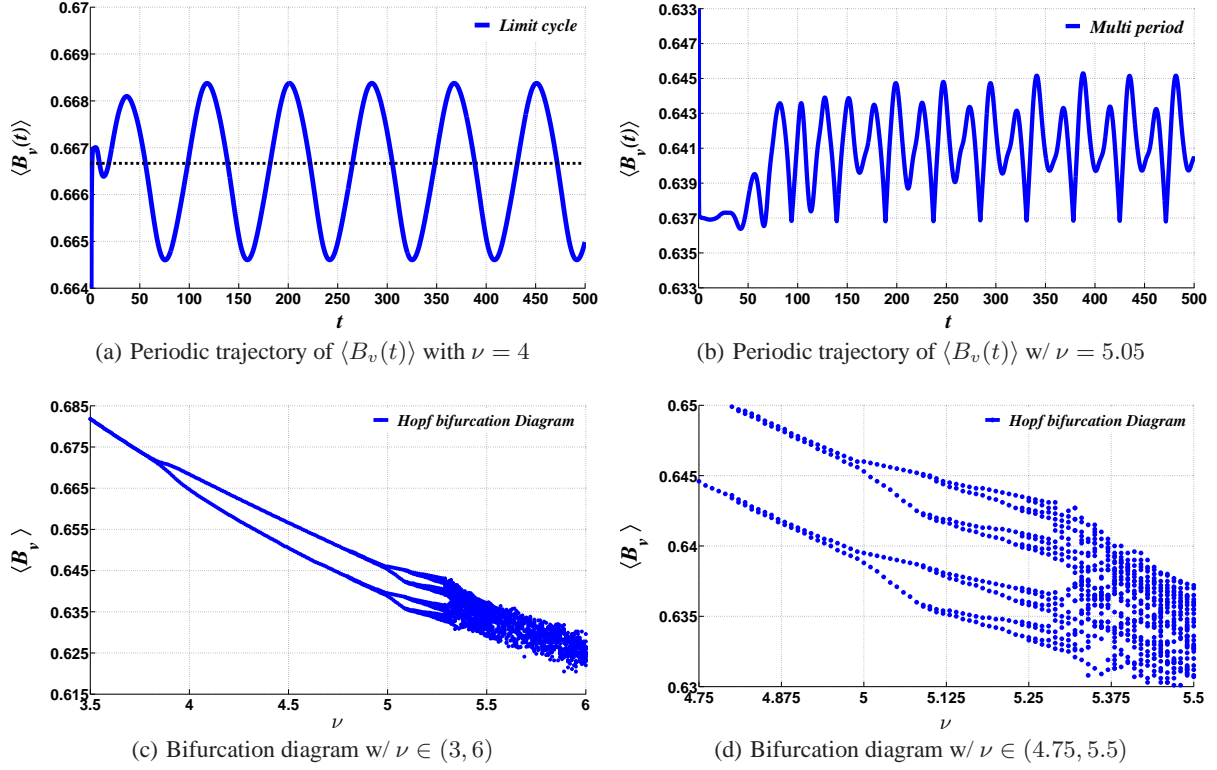 0.67
0.669
0.668
0.667
0.666
0.665
0.664
⟨B_v(t)⟩
Limit cycle
0 50 100 150 200 250 300 350 400 450 500
t
(a) Periodic trajectory of ⟨B_v(t)⟩ with ν = 4
0.633
0.647
0.645
0.643
0.641
0.639
0.637
0.635
0.633
⟨B_v(t)⟩
Multi period
0 50 100 150 200 250 300 350 400 450 500
t
(b) Periodic trajectory of ⟨B_v(t)⟩ w/ ν = 5.05
0.685
0.675
0.665
0.655
0.645
0.635
0.625
0.615
⟨B_v⟩
Hopf bifurcation Diagram
3.5 4 4.5 5 5.5 6
ν
(c) Bifurcation diagram w/ ν ∈ (3, 6)
0.65
0.645
0.64
0.635
0.63
⟨B_v⟩
Hopf bifurcation Diagram
4.75 4.875 5 5.125 5.25 5.375 5.5
ν
(d) Bifurcation diagram w/ ν ∈ (4.75, 5.5)